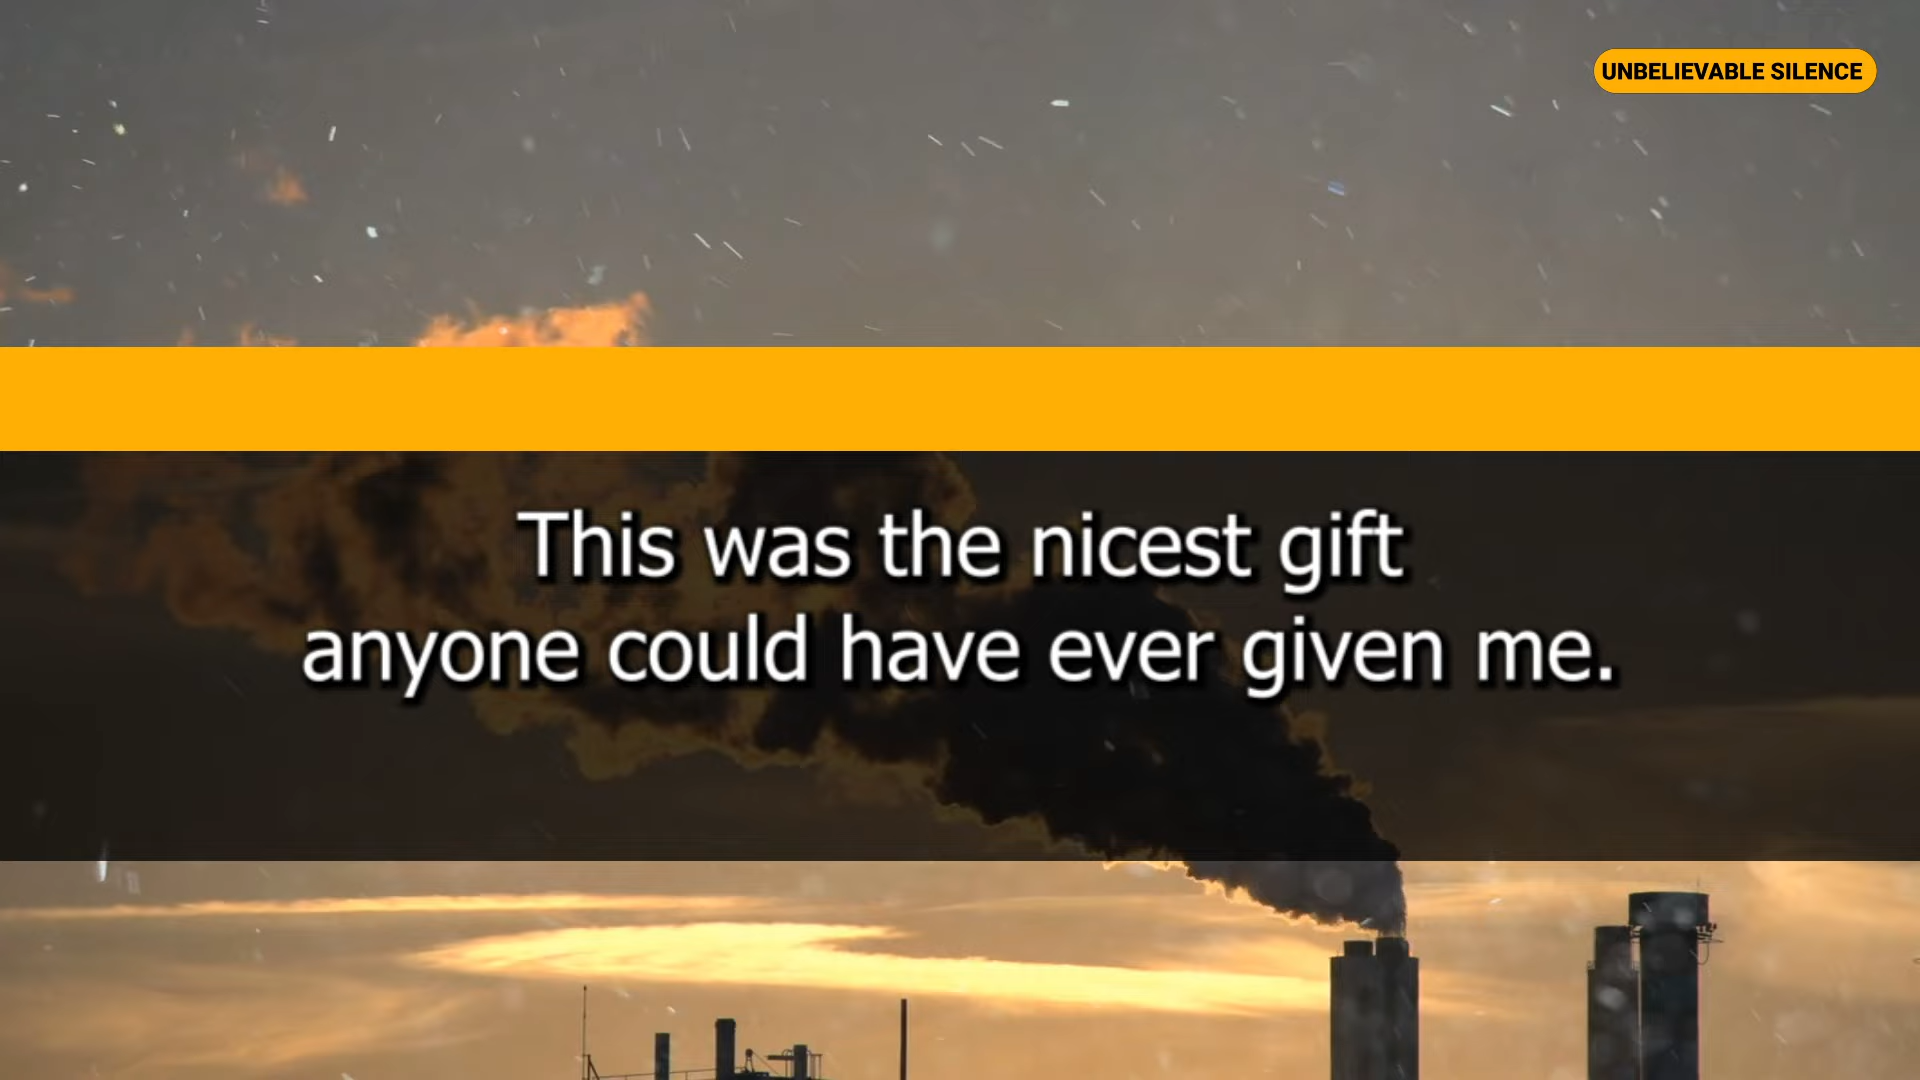 UNBELIEVABLE SILENCE
This was the nicest gift
anyone could have ever given me.